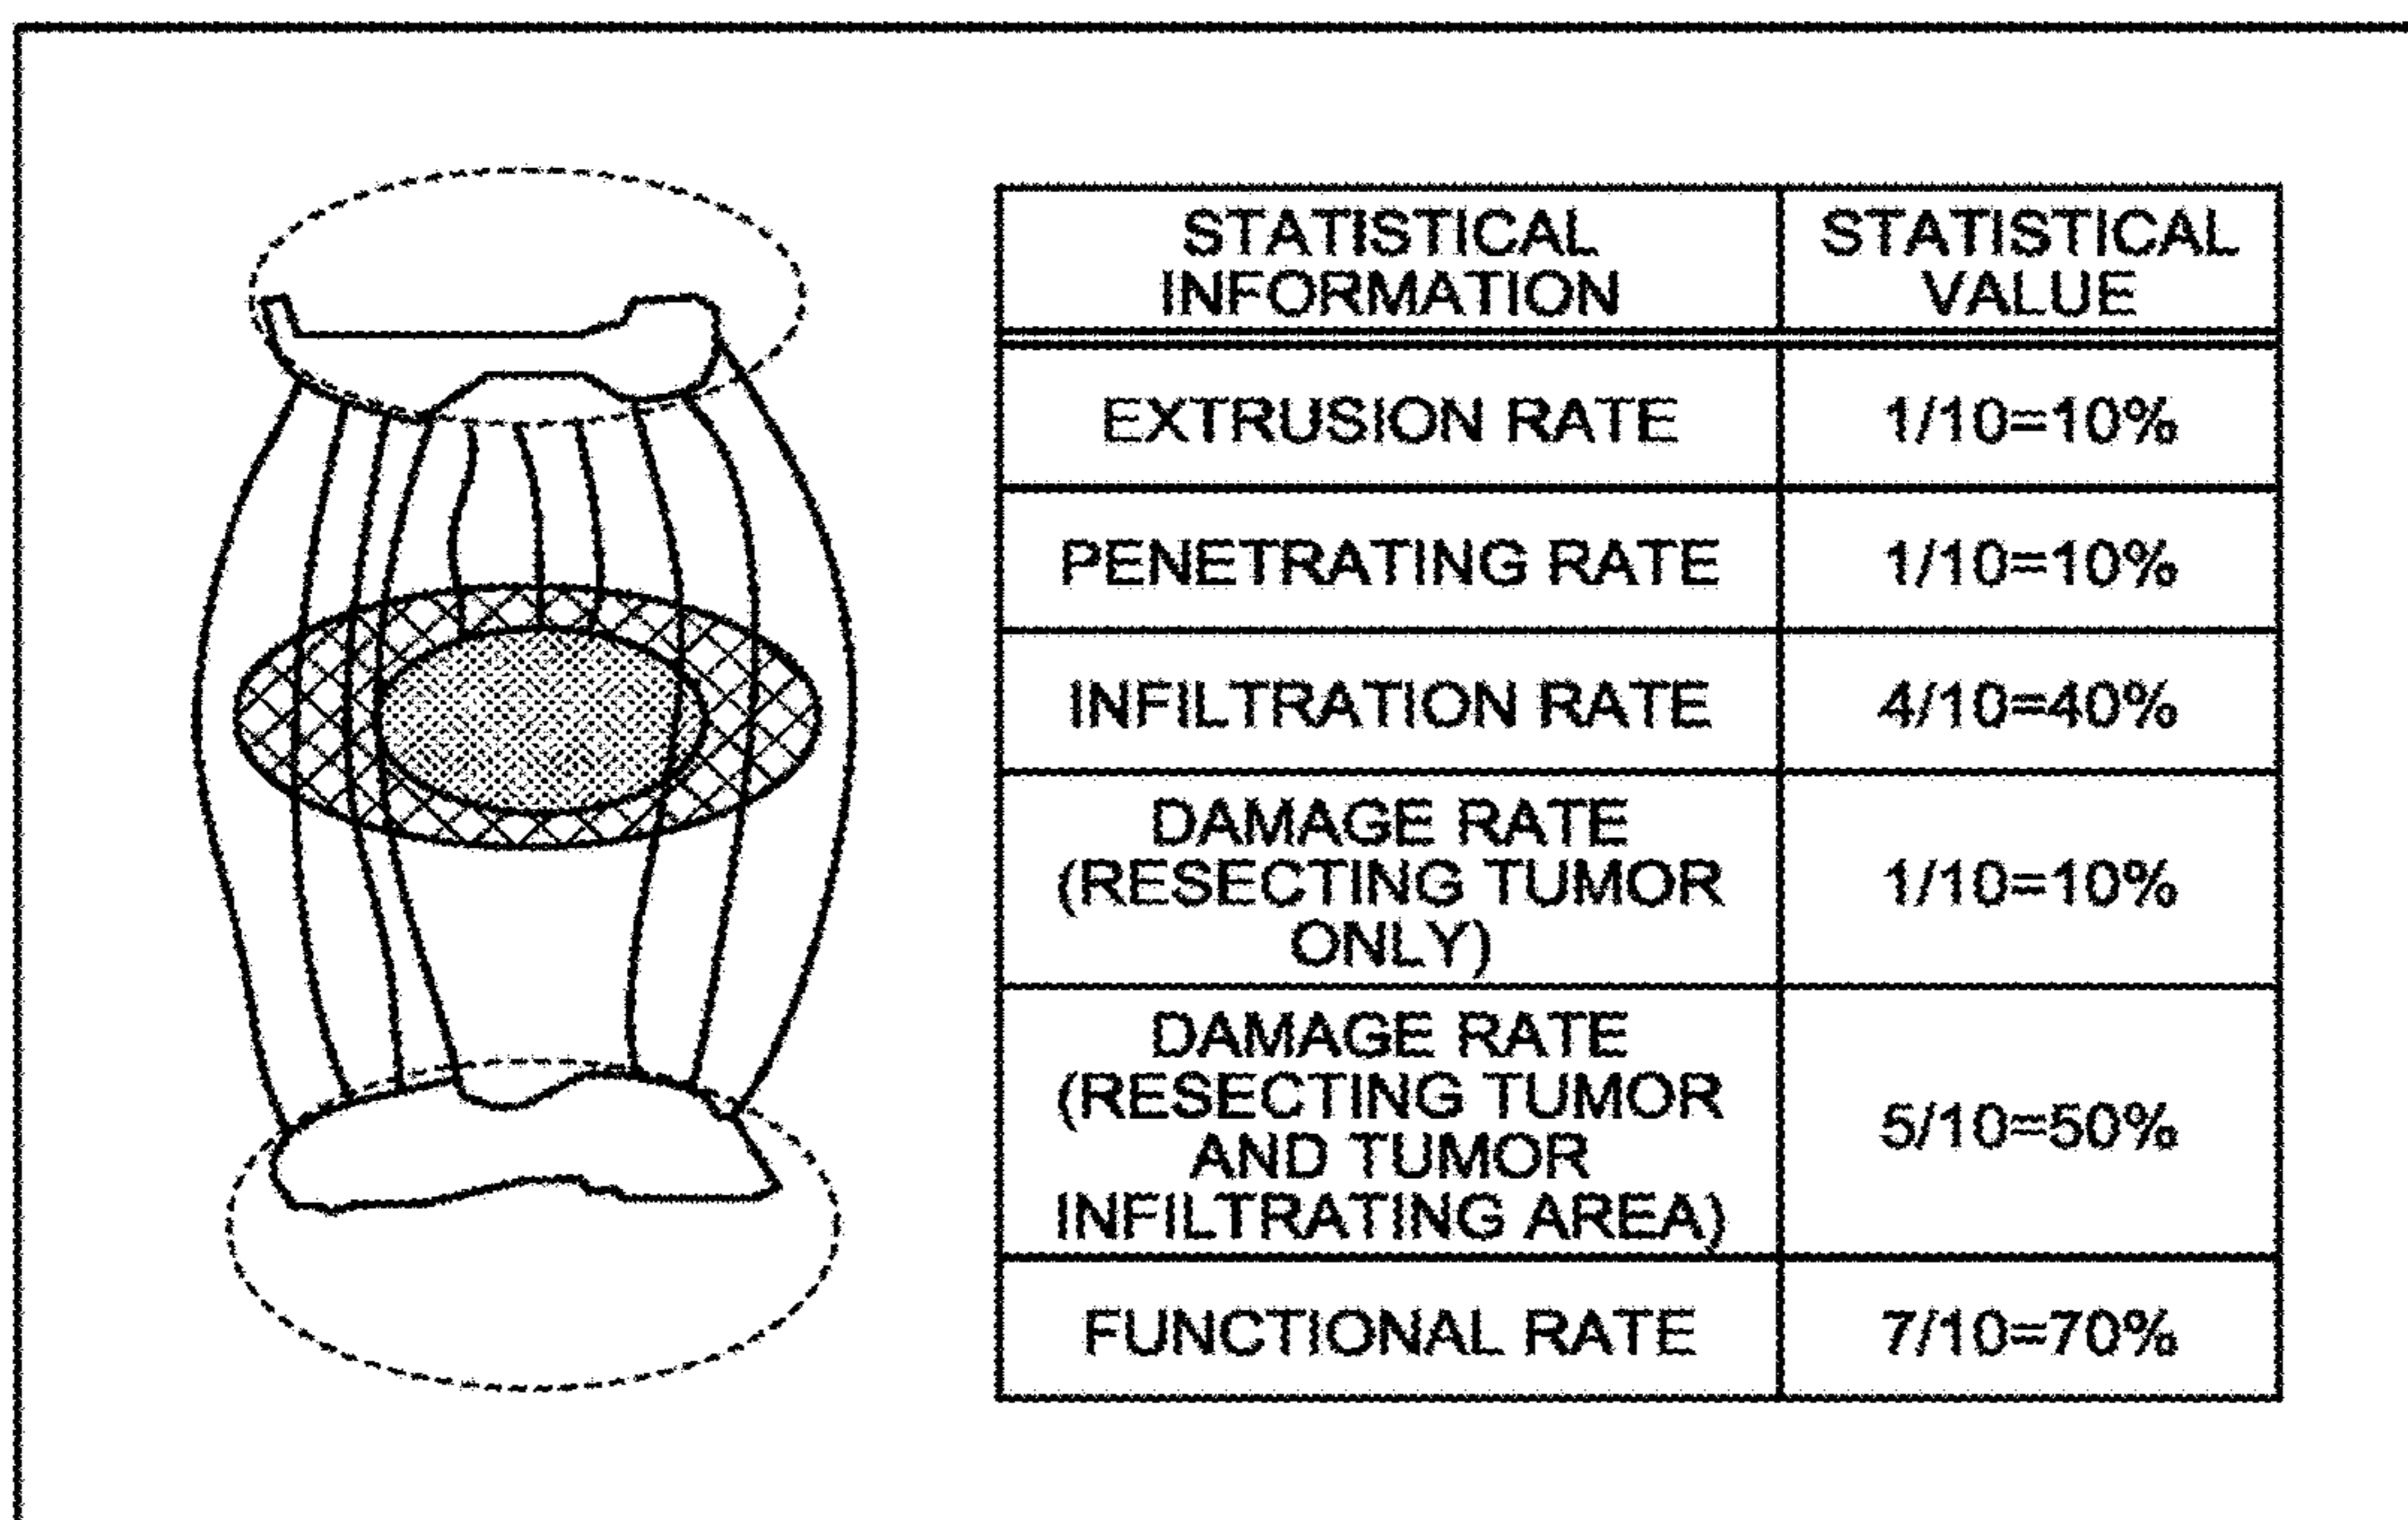 STATISTICAL
INFORMATION
STATISTICAL
VALUE
EXTRUSION RATE
1/10=10%
PENETRATING RATE
1/10=10%
INFILTRATION RATE
4/10=40%
DAMAGE RATE
(RESECTING TUMOR
ONLY)
1/10=10%
DAMAGE RATE
(RESECTING TUMOR
AND TUMOR
INFILTRATING AREA)
5/10=50%
FUNCTIONAL RATE
7/10=70%